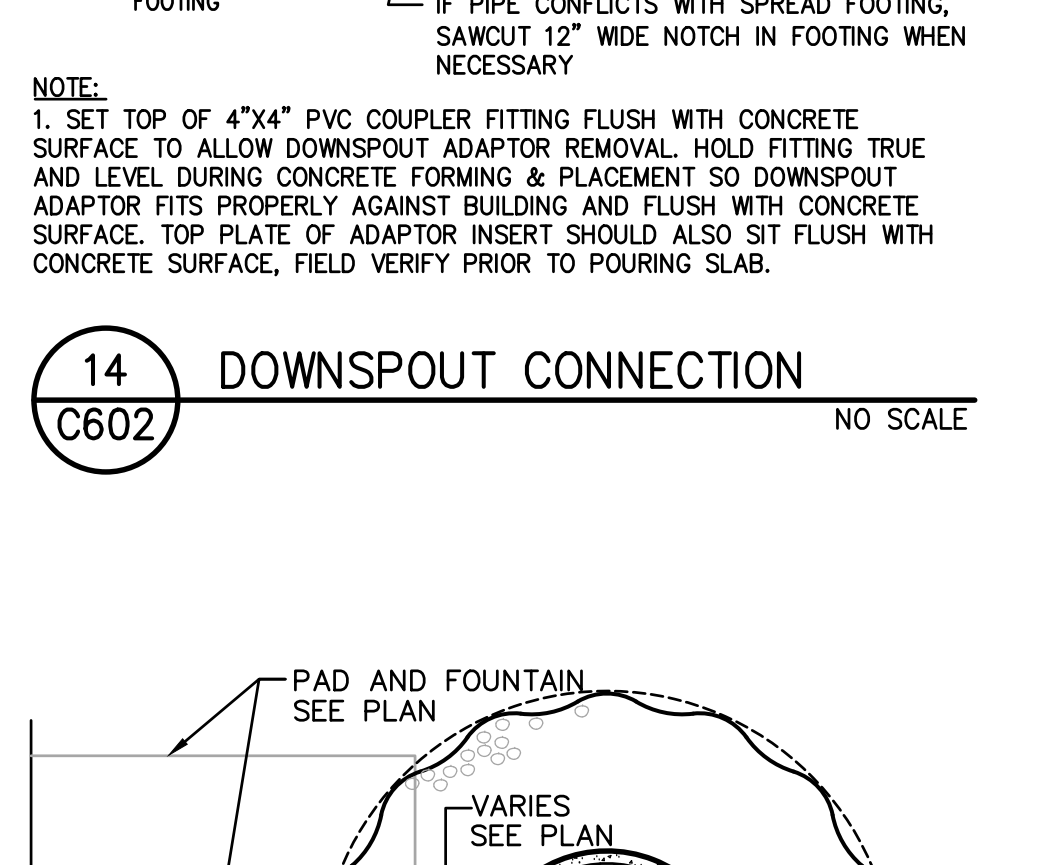 FOOTING
IF PIPE CONFLICTS WITH SPREAD FOOTING,
SAWCUT 12" WIDE NOTCH IN FOOTING WHEN
NECESSARY
NOTE:
1. SET TOP OF 4"X4" PVC COUPLER FITTING FLUSH WITH CONCRETE
SURFACE TO ALLOW DOWNSPOUT ADAPTOR REMOVAL. HOLD FITTING TRUE
AND LEVEL DURING CONCRETE FORMING & PLACEMENT SO DOWNSPOUT
ADAPTOR FITS PROPERLY AGAINST BUILDING AND FLUSH WITH CONCRETE
SURFACE. TOP PLATE OF ADAPTOR INSERT SHOULD ALSO SIT FLUSH WITH
CONCRETE SURFACE, FIELD VERIFY PRIOR TO POURING SLAB.
14
C602
DOWNSPOUT CONNECTION
NO SCALE
PAD AND FOUNTAIN
SEE PLAN
VARIES
SEE PLAN